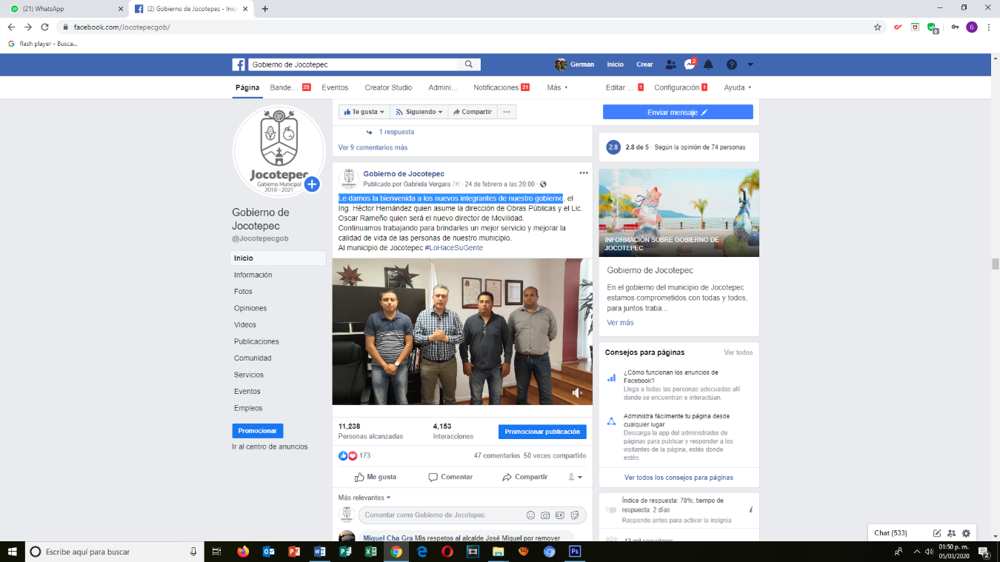 (21) WhatsApp
(2) Gobierno de Jocotepec - Inic
facebook.com/Jocotepecgob/
G
flash player - Busca...
Gobierno de Jocotepec
German
Inicio
Crear
2
Página
Bande... 23
Eventos
Creator Studio
Admini...
Notificaciones 21
Más
Editar ... 1
Configuración 1
Ayuda
Te gusta
Siguiendo
Compartir
Enviar mensaje
Jocotepec
Gobierno Municipal
2018 - 2021
Gobierno de
Jocotepec
@Jocotepecgob
Inicio
Información
Fotos
Opiniones
Videos
Publicaciones
Comunidad
Servicios
Eventos
Empleos
Promocionar
Ir al centro de anuncios
1 respuesta
Ver 9 comentarios más
Gobierno de Jocotepec
Publicado por Gabriela Vergara [?] · 24 de febrero a las 20:00 ·
Le damos la bienvenida a los nuevos integrantes de nuestro gobierno, el
Ing. Héctor Hernández quien asume la dirección de Obras Públicas y el Lic.
Oscar Rameño quien será el nuevo director de Movilidad.
Continuamos trabajando para brindarles un mejor servicio y mejorar la
calidad de vida de las personas de nuestro municipio.
Al municipio de Jocotepec #LoHaceSuGente
11,238
Personas alcanzadas
4,153
Interacciones
Promocionar publicación
173
47 comentarios 50 veces compartido
Me gusta
Comentar
Compartir
Más relevantes
Comentar como Gobierno de Jocotepec
GIF
Miguel Cha Gra Mis respetos al alcalde José Miguel por remover
2.8
2.8 de 5 · Según la opinión de 74 personas
INFORMACIÓN SOBRE GOBIERNO DE
JOCOTEPEC
Gobierno de Jocotepec
En el gobierno del municipio de Jocotepec
estamos comprometidos con todas y todos,
para juntos traba...
Ver más
Consejos para páginas
Ver todos
¿Cómo funcionan los anuncios de
Facebook?
Llega a todas las personas adecuadas allí
donde se encuentran e interactúan.
Administra fácilmente tu página desde
cualquier lugar
Descarga la app del administrador de
páginas para publicar y responder a los
visitantes de la página, estés donde
estés.
Ver todos los consejos para páginas
Índice de respuesta: 78%; tiempo de
respuesta: 2 días
Responde antes para activar la insignia
13 mil seguidores
Chat (533)
Escribe aquí para buscar
01:50 p. m.
05/03/2020
2